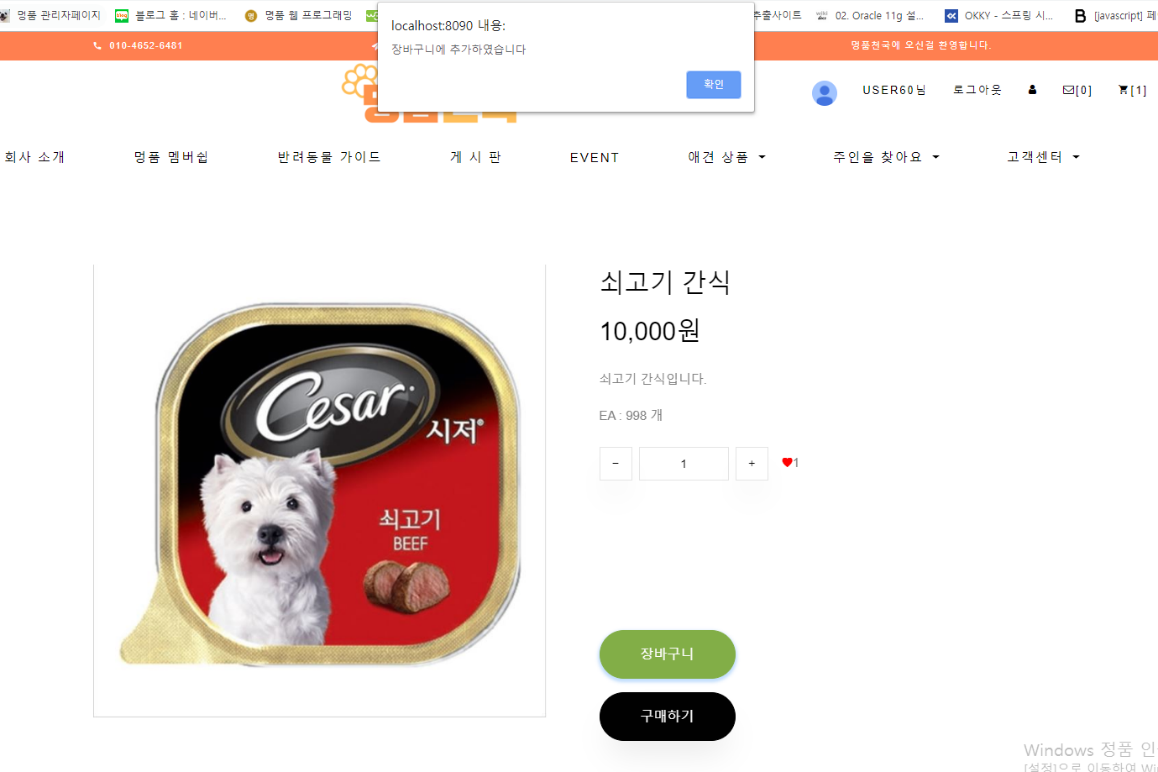 멍품 관리자페이지 블로그 홈 : 네이버... 명품 웹 프로그래밍 추출사이트 02. Oracle 11g 설... OKKY - 스프링 시... [javascript] 페
localhost:8090 내용:
장바구니에 추가하였습니다
확인
010-4652-6481 멍품천국에 오신걸 환영합니다.
USER60님 로그아웃 [0] [1]
회사 소개 멍품 멤버쉽 반려동물 가이드 게 시 판 EVENT 애견 상품 주인을 찾아요 고객센터
Cesar
시저
쇠고기
BEEF
쇠고기 간식
10,000원
쇠고기 간식입니다.
EA : 998 개
− 1 + 1
장바구니
구매하기
Windows 정품 인
[설정]으로 이동하여 Wi